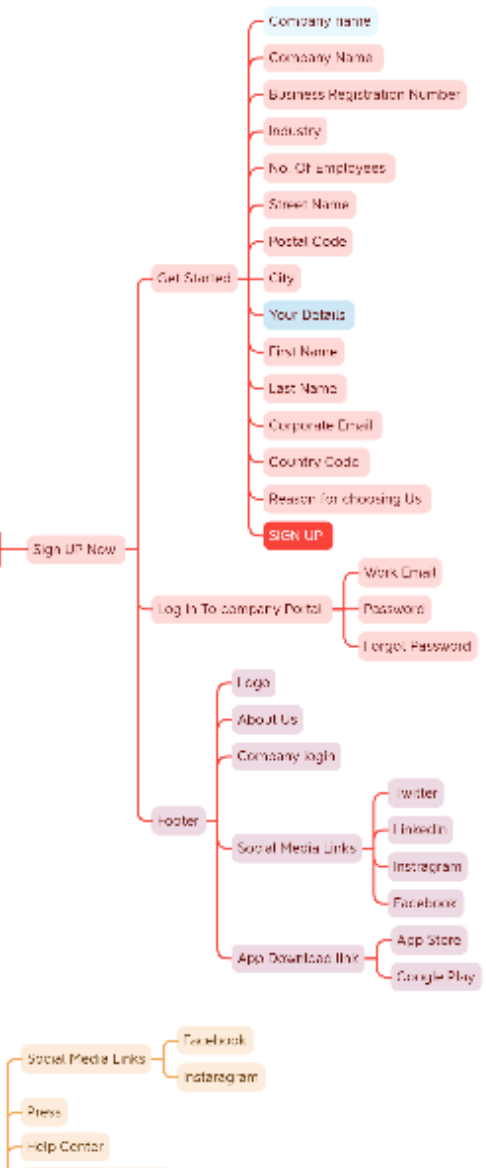 Company name
Company Name
Business Registration Number
Industry
No. Of Employees
Street Name
Postal Code
Get Started
City
Your Details
First Name
Last Name
Corporate Email
Country Code
Reason for choosing Us
SIGN UP
Sign UP Now
Work Email
Log In To company Portal
Password
Forgot Password
Logo
About Us
Company login
Twitter
Footer
LinkedIn
Social Media Links
Instragram
Facebook
App Store
App Download link
Google Play
Facebook
Social Media Links
Instaragram
Press
Help Center